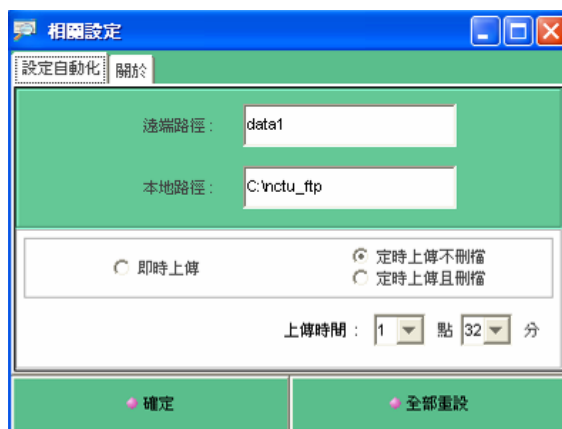 相關設定
設定自動化 關於
遠端路徑： data1
本地路徑： C:\nctu_ftp
即時上傳
定時上傳不刪檔
定時上傳且刪檔
上傳時間： 1 點 32 分
確定 全部重設